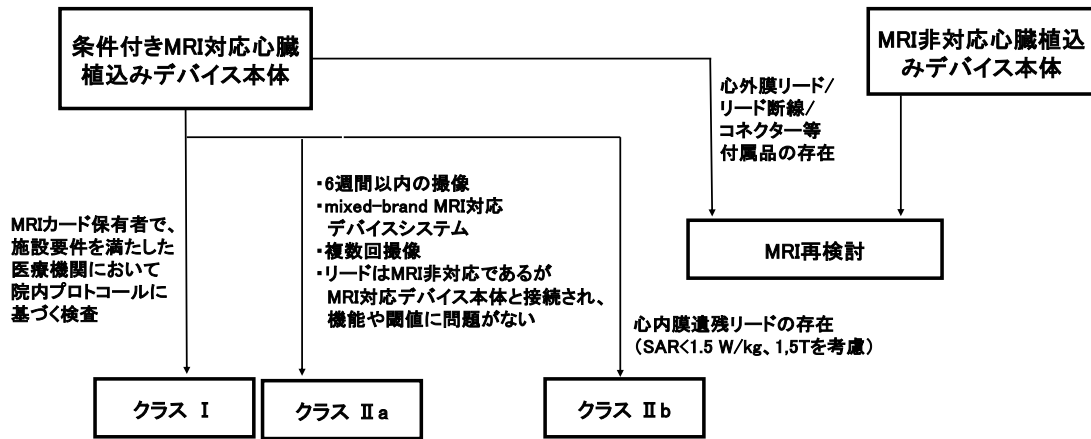 条件付きMRI対応心臓
植込みデバイス本体
MRI非対応心臓植込
みデバイス本体
心外膜リード/
リード断線/
コネクター等
付属品の存在
MRIカード保有者で、
施設要件を満たした
医療機関において
院内プロトコールに
基づく検査
・6週間以内の撮像
・mixed-brand MRI対応
デバイスシステム
・複数回撮像
・リードはMRI非対応であるが
MRI対応デバイス本体と接続され、
機能や閾値に問題がない
MRI再検討
心内膜遺残リードの存在
(SAR<1.5 W/kg、1,5Tを考慮)
クラス Ⅰ
クラス Ⅱa
クラス Ⅱb